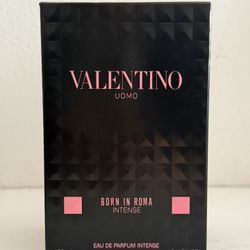 VALENTINO
UOMO
BORN IN ROMA
INTENSE
EAU DE PARFUM INTENSE